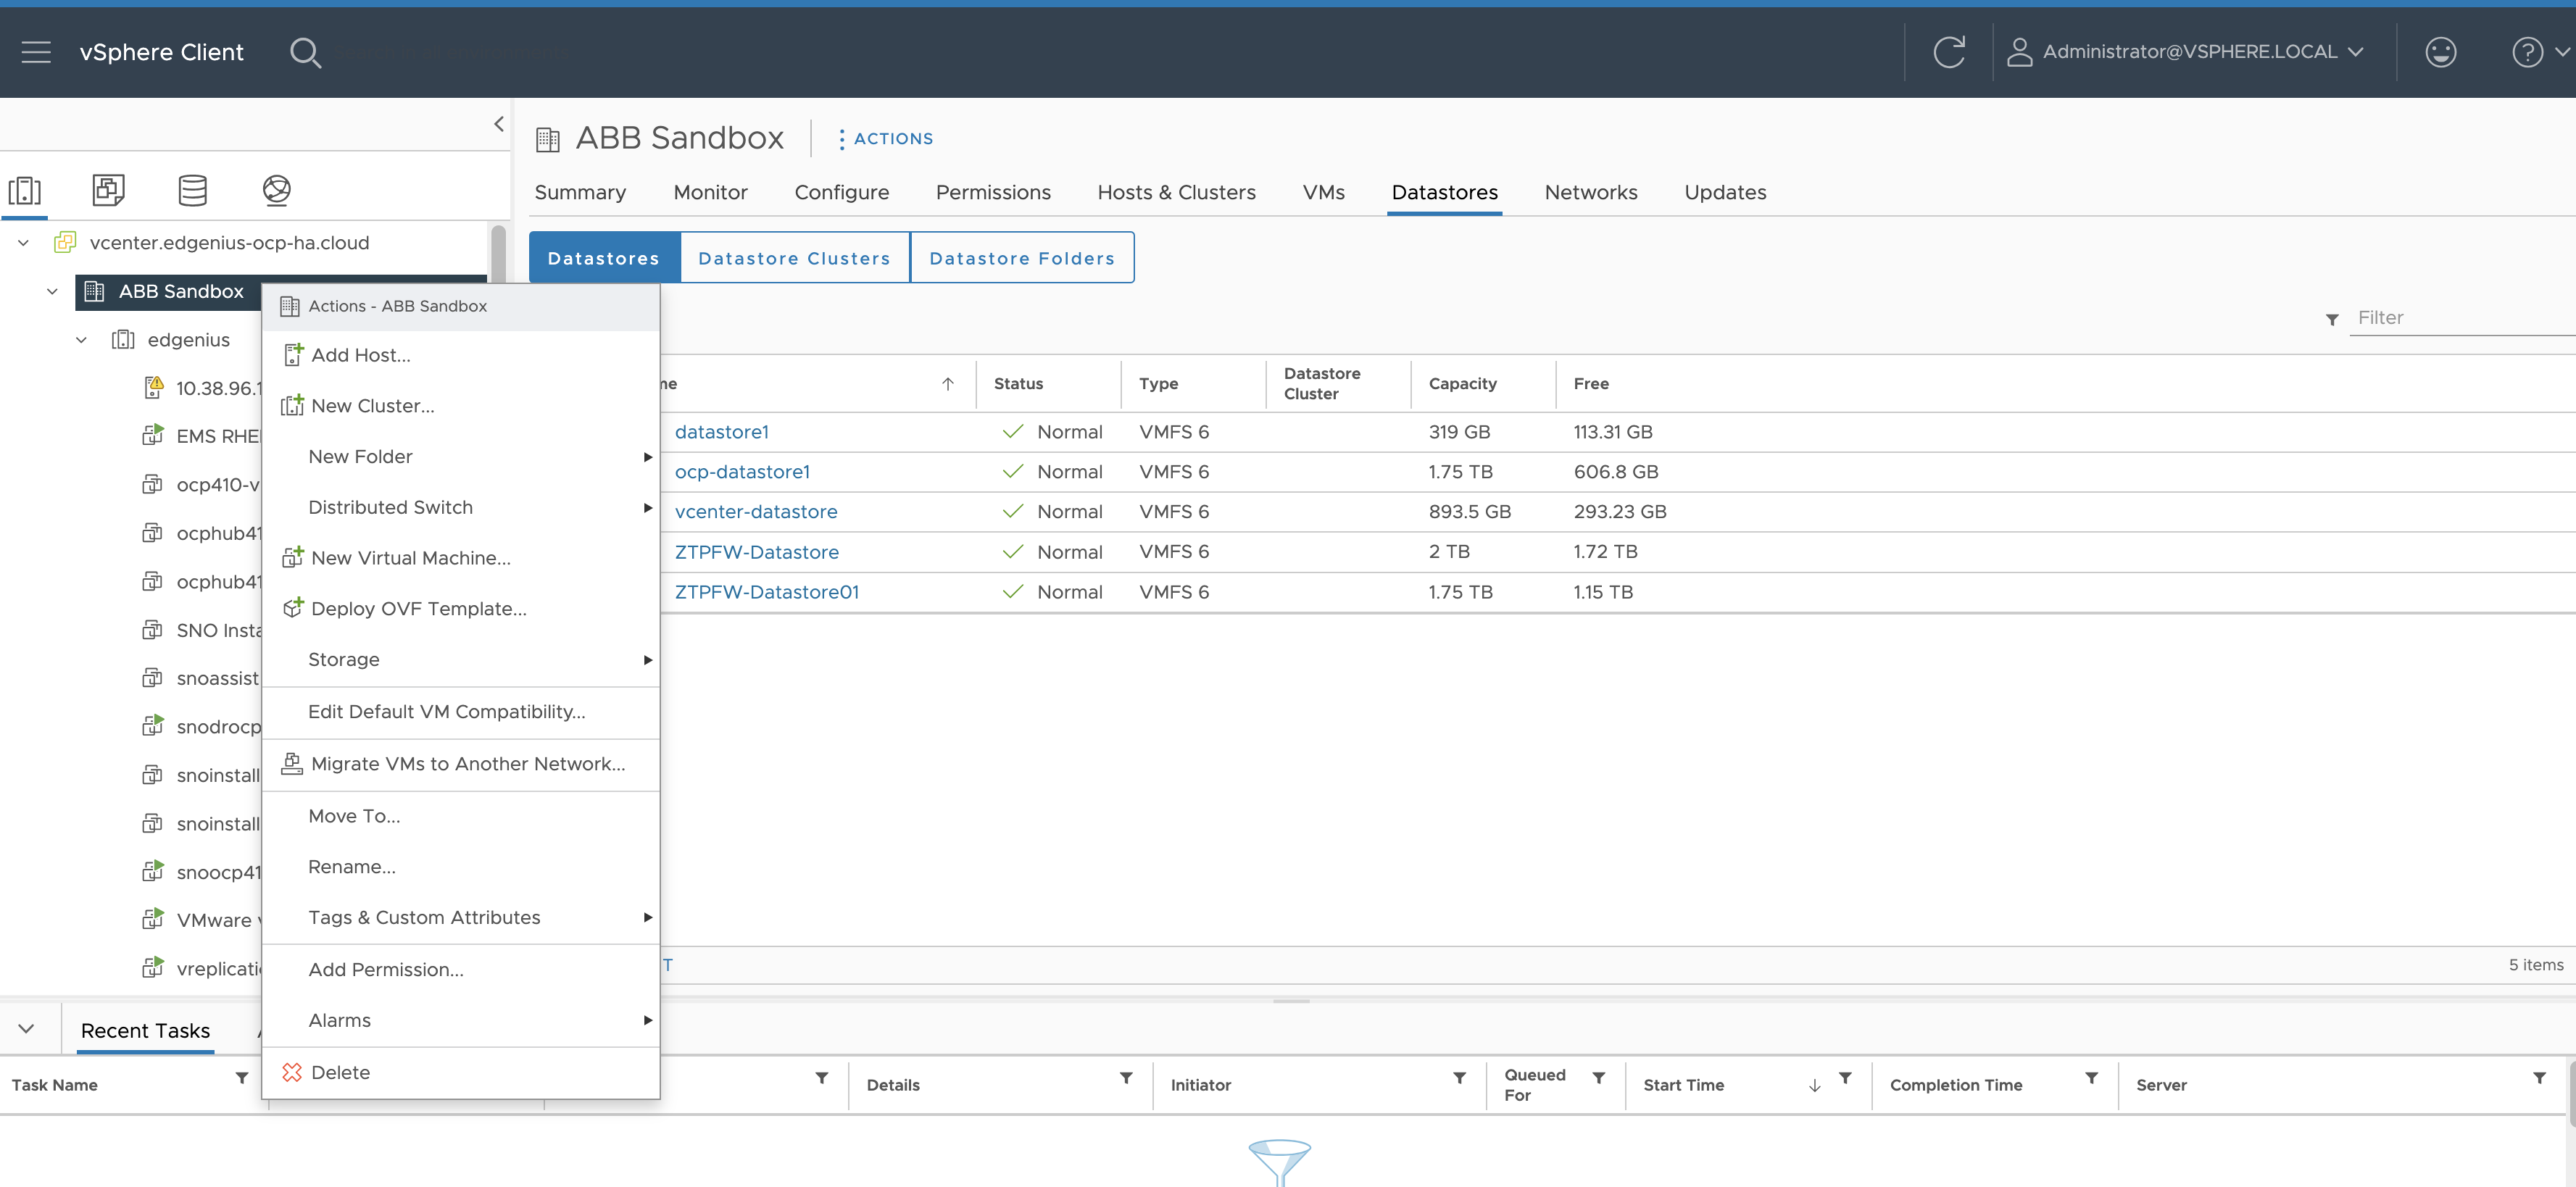 vSphere Client
Administrator@VSPHERE.LOCAL
ABB Sandbox
ACTIONS
Summary Monitor Configure Permissions Hosts & Clusters VMs Datastores Networks Updates
vcenter.edgenius-ocp-ha.cloud
ABB Sandbox
edgenius
10.38.96.1
EMS RHE
ocp410-v
ocphub41
ocphub41
SNO Insta
snoassist
snodrocp
snoinstall
snoinstall
snoocp41
VMware
vreplicati
Actions - ABB Sandbox
Add Host...
New Cluster...
New Folder
Distributed Switch
New Virtual Machine...
Deploy OVF Template...
Storage
Edit Default VM Compatibility...
Migrate VMs to Another Network...
Move To...
Rename...
Tags & Custom Attributes
Add Permission...
Alarms
Delete
Datastores Datastore Clusters Datastore Folders
Filter
me Status Type Datastore Cluster Capacity Free
datastore1 Normal VMFS 6 319 GB 113.31 GB
ocp-datastore1 Normal VMFS 6 1.75 TB 606.8 GB
vcenter-datastore Normal VMFS 6 893.5 GB 293.23 GB
ZTPFW-Datastore Normal VMFS 6 2 TB 1.72 TB
ZTPFW-Datastore01 Normal VMFS 6 1.75 TB 1.15 TB
T 5 items
Recent Tasks
Task Name Details Initiator Queued For Start Time Completion Time Server